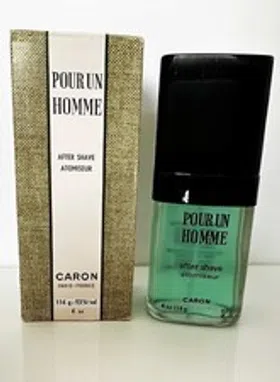 POUR UN
HOMME
AFTER SHAVE
ATOMISEUR
CARON
PARIS-FRANCE
POUR UN
HOMME
after shave
atomiseur
CARON